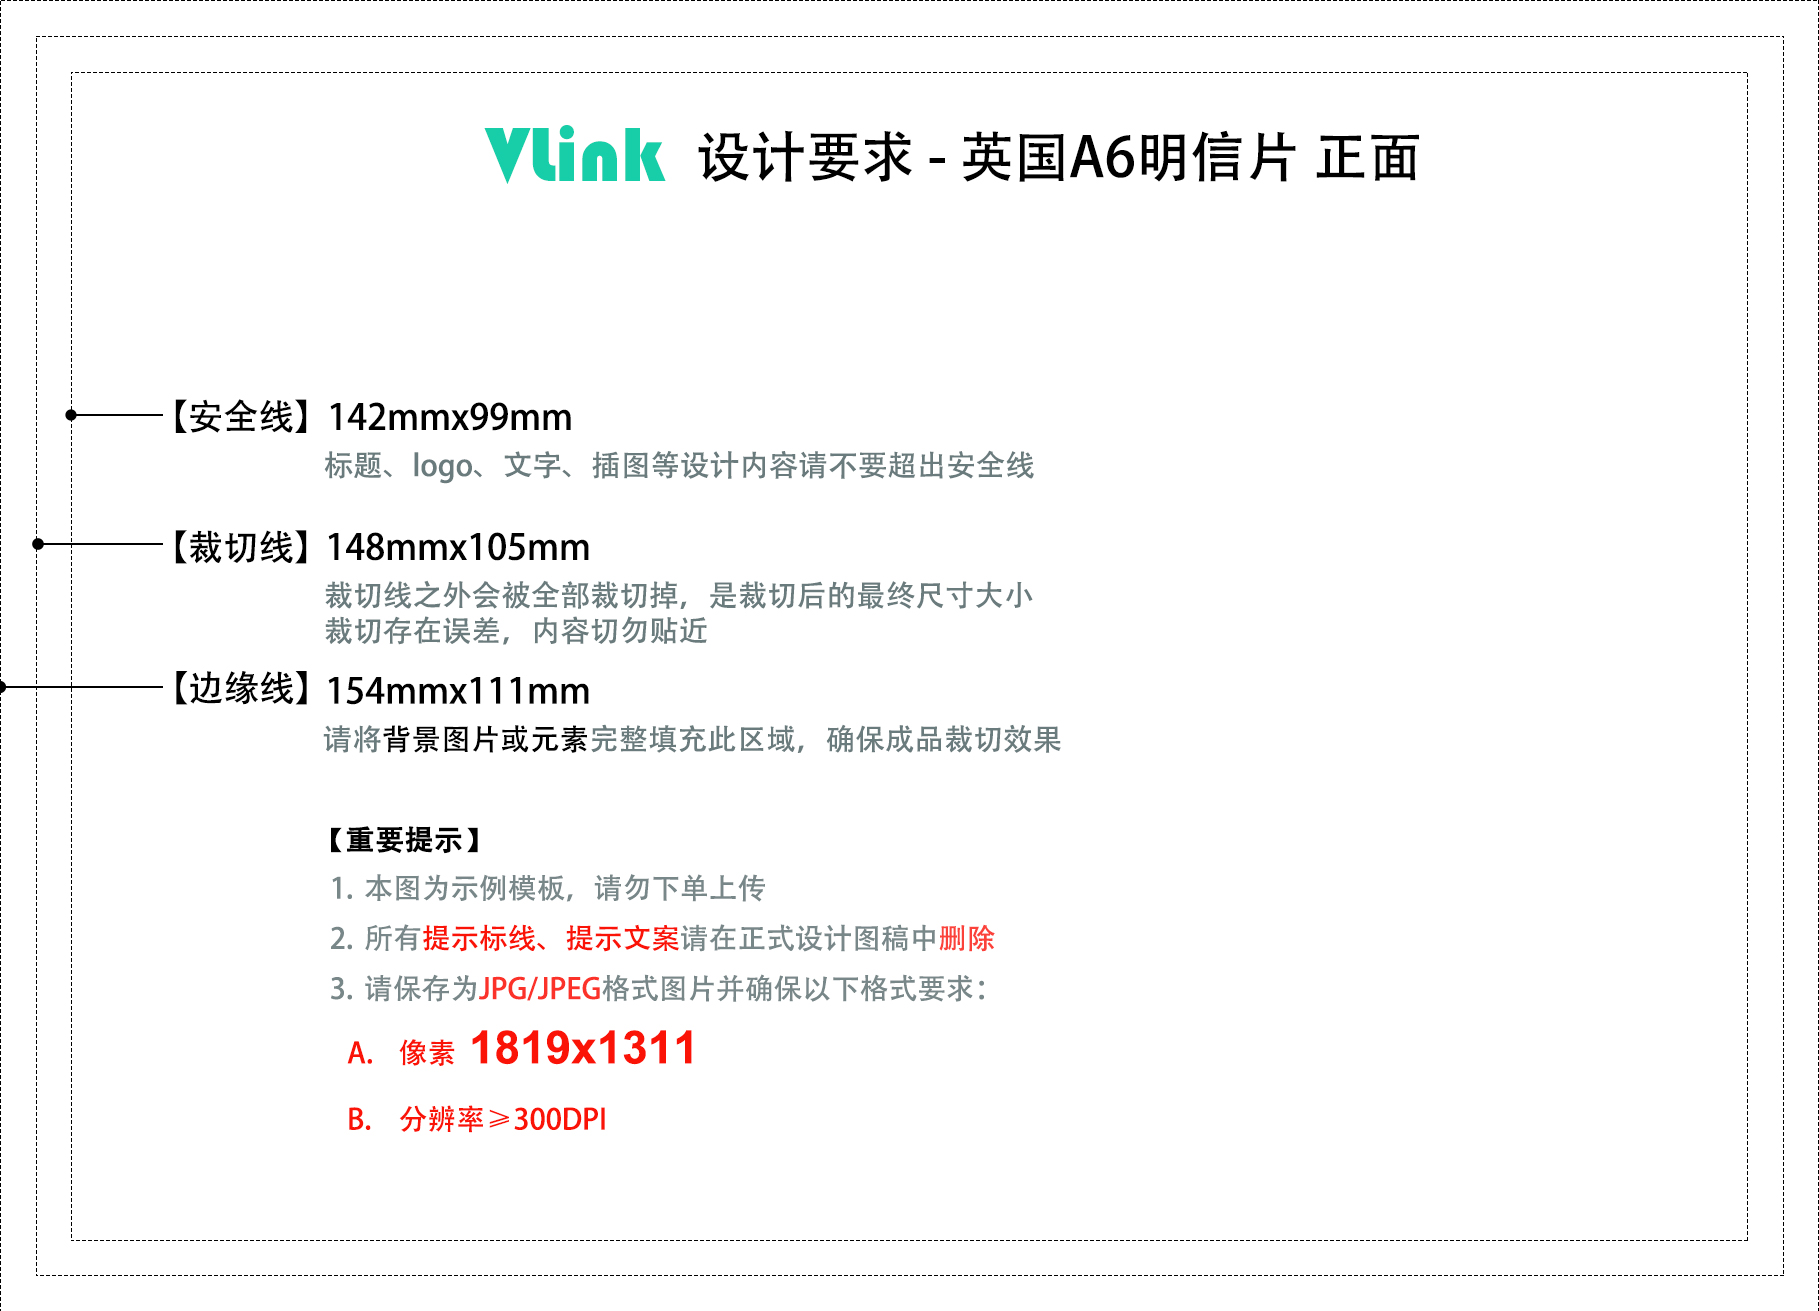 Vlink 设计要求 - 英国A6明信片 正面
【安全线】142mmx99mm
标题、logo、文字、插图等设计内容请不要超出安全线
【裁切线】148mmx105mm
裁切线之外会被全部裁切掉，是裁切后的最终尺寸大小
裁切存在误差，内容切勿贴近
【边缘线】154mmx111mm
请将背景图片或元素完整填充此区域，确保成品裁切效果
【重要提示】
1. 本图为示例模板，请勿下单上传
2. 所有提示标线、提示文案请在正式设计图稿中删除
3. 请保存为JPG/JPEG格式图片并确保以下格式要求：
A. 像素 1819x1311
B. 分辨率≥300DPI